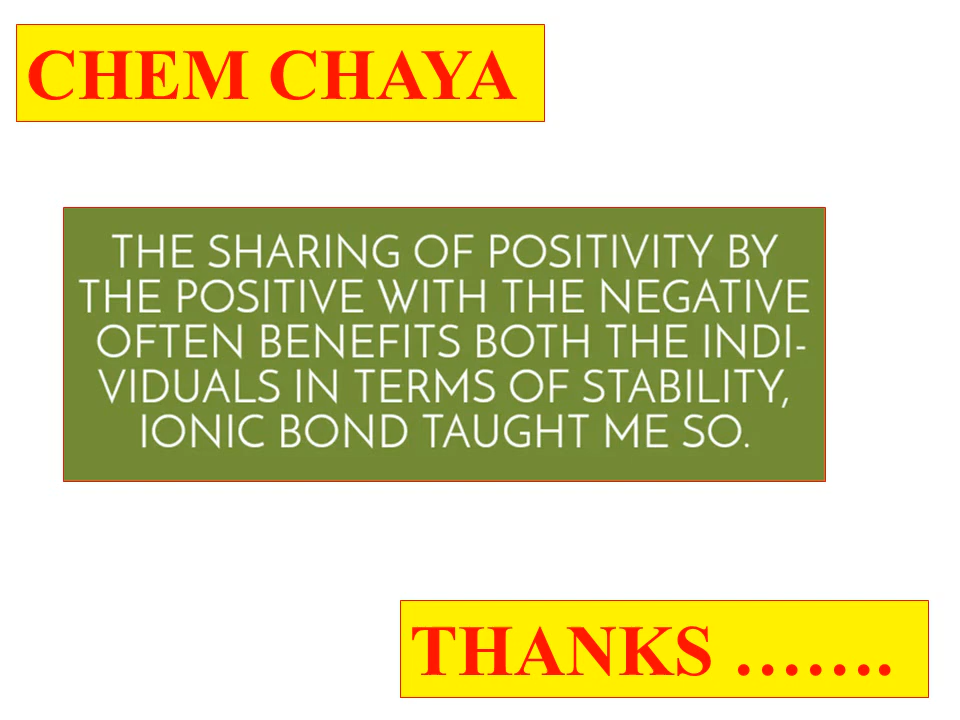 CHEM CHAYA
THE SHARING OF POSITIVITY BY
THE POSITIVE WITH THE NEGATIVE
OFTEN BENEFITS BOTH THE INDI-
VIDUALS IN TERMS OF STABILITY,
IONIC BOND TAUGHT ME SO.
THANKS …….